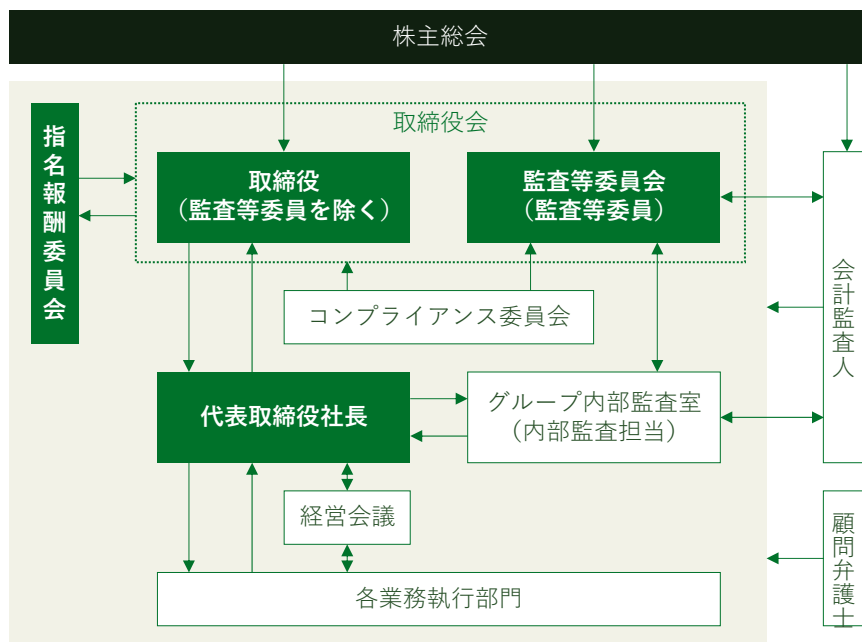 株主総会
取締役会
指名報酬委員会
取締役
（監査等委員を除く）
監査等委員会
（監査等委員）
会計監査人
コンプライアンス委員会
代表取締役社長
グループ内部監査室
（内部監査担当）
経営会議
顧問弁護士
各業務執行部門